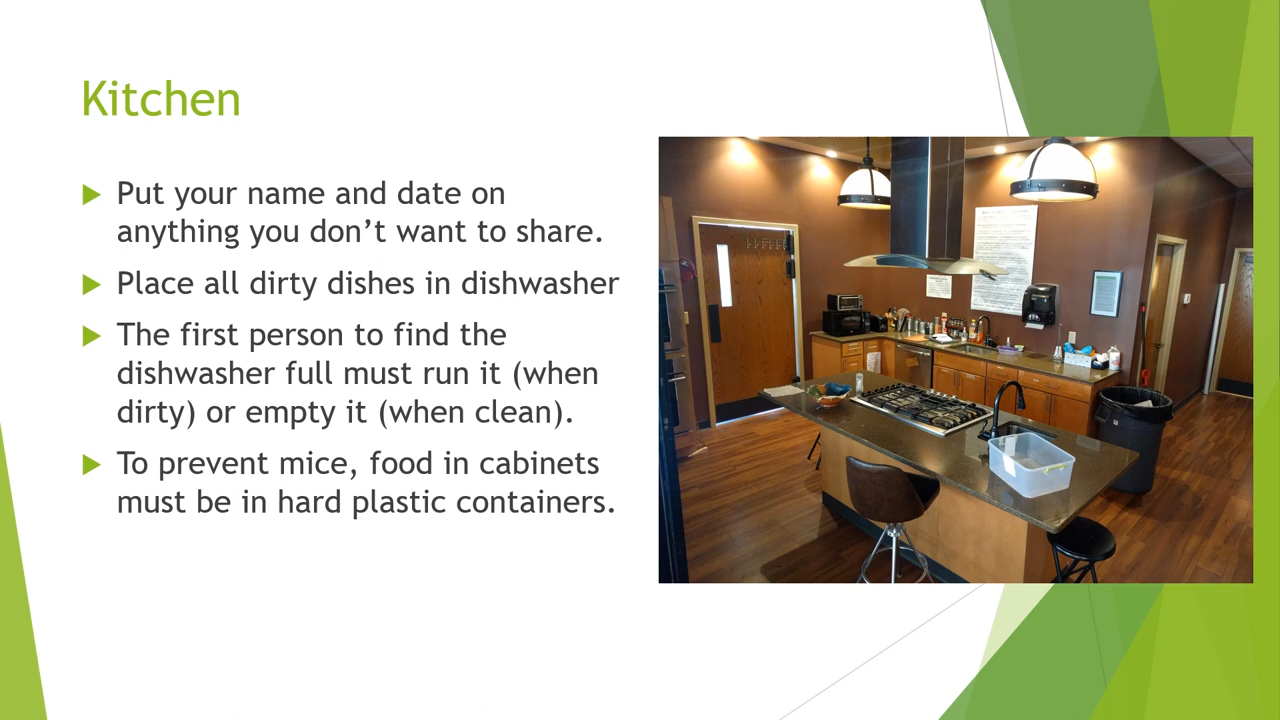 Kitchen
Put your name and date on
anything you don’t want to share.
Place all dirty dishes in dishwasher
The first person to find the
dishwasher full must run it (when
dirty) or empty it (when clean).
To prevent mice, food in cabinets
must be in hard plastic containers.